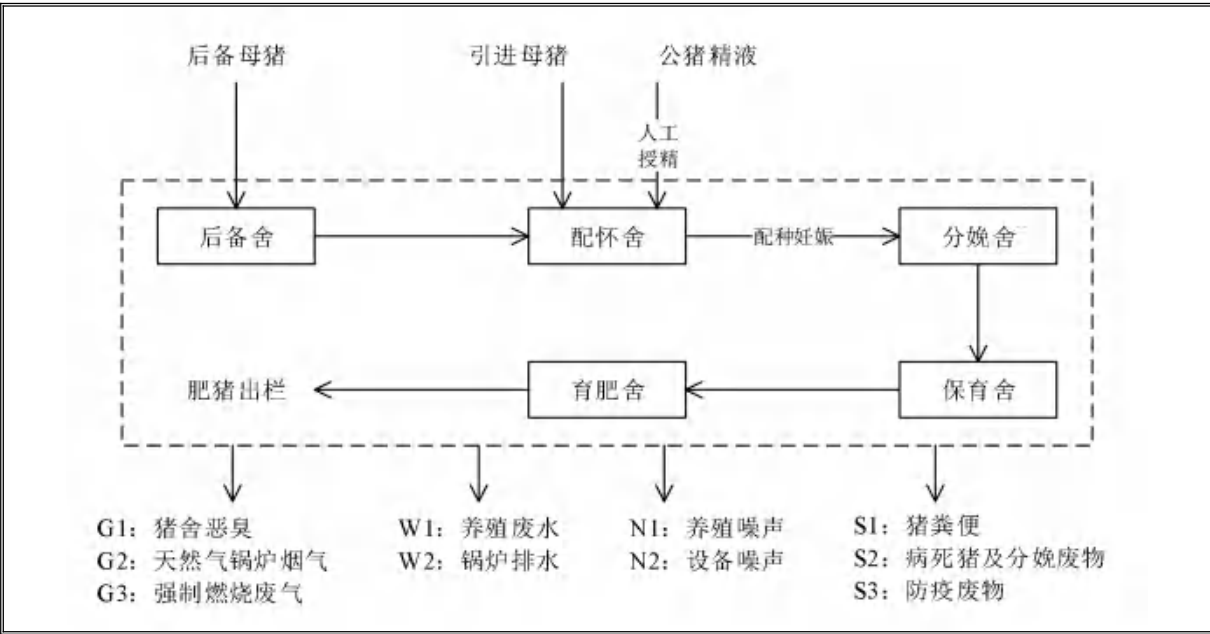 后备母猪 引进母猪 公猪精液
人工
授精
后备舍 配怀舍 配种妊娠 分娩舍
肥猪出栏 育肥舍 保育舍
G1：猪舍恶臭 W1：养殖废水 N1：养殖噪声 S1：猪粪便
G2：天然气锅炉烟气 W2：锅炉排水 N2：设备噪声 S2：病死猪及分娩废物
G3：强制燃烧废气 S3：防疫废物